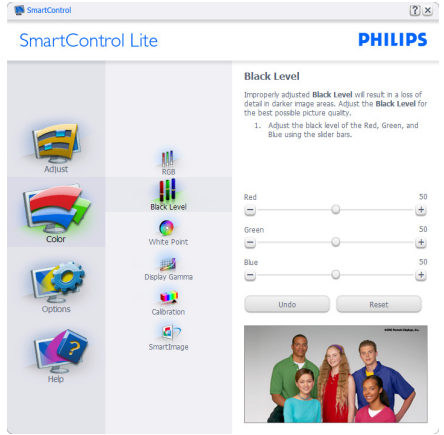 SmartControl
SmartControl Lite
PHILIPS
Adjust
Color
Options
Help
RGB
Black Level
White Point
Display Gamma
Calibration
SmartImage
Black Level
Improperly adjusted Black Level will result in a loss of
detail in darker image areas. Adjust the Black Level for
the best possible picture quality.
1. Adjust the black level of the Red, Green, and
Blue using the slider bars.
Red 50
Green 50
Blue 50
Undo Reset